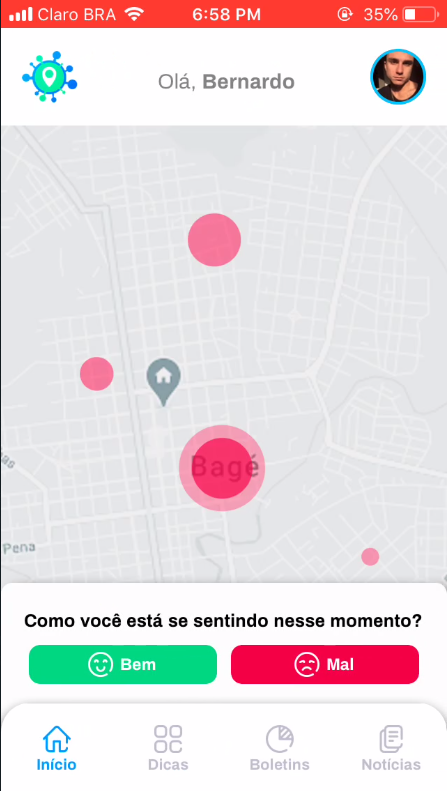 Claro BRA 6:58 PM 35%
Olá, Bernardo
Bagé
Pena
Como você está se sentindo nesse momento?
Bem Mal
Início Dicas Boletins Notícias